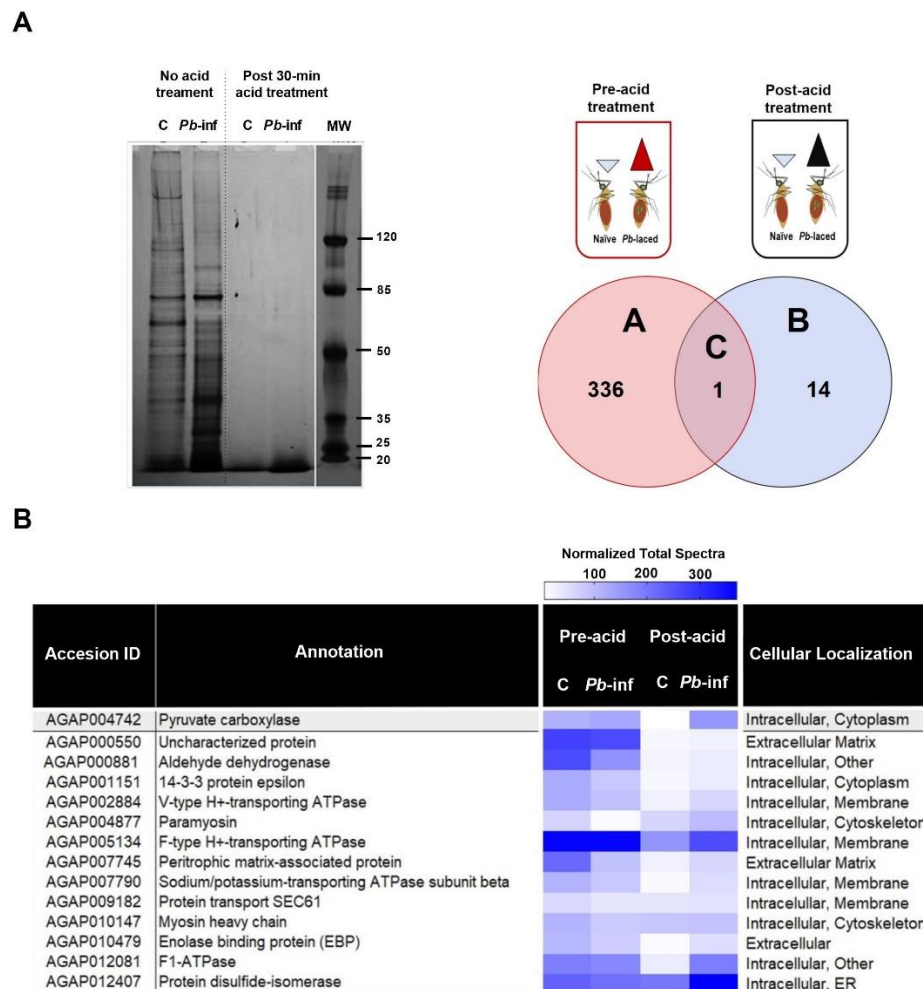 A
No acid
treament
Post 30-min
acid treatment
C Pb-inf C Pb-inf MW
120
85
50
35
25
20
Pre-acid
treatment
Post-acid
treatment
Naïve Pb-laced
Naïve Pb-laced
A
B
C
336
1
14
B
Normalized Total Spectra
100 200 300
Accesion ID Annotation Pre-acid Post-acid Cellular Localization
C Pb-inf C Pb-inf
AGAP004742 Pyruvate carboxylase Intracellular, Cytoplasm
AGAP000550 Uncharacterized protein Extracellular Matrix
AGAP000881 Aldehyde dehydrogenase Intracellular, Other
AGAP001151 14-3-3 protein epsilon Intracellular, Cytoplasm
AGAP002884 V-type H+-transporting ATPase Intracellular, Membrane
AGAP004877 Paramyosin Intracellular, Cytoskeleton
AGAP005134 F-type H+-transporting ATPase Intracellular, Membrane
AGAP007745 Peritrophic matrix-associated protein Extracellular Matrix
AGAP007790 Sodium/potassium-transporting ATPase subunit beta Intracellular, Membrane
AGAP009182 Protein transport SEC61 Intracellular, Membrane
AGAP010147 Myosin heavy chain Intracellular, Cytoskeleton
AGAP010479 Enolase binding protein (EBP) Extracellular
AGAP012081 F1-ATPase Intracellular, Other
AGAP012407 Protein disulfide-isomerase Intracellular, ER